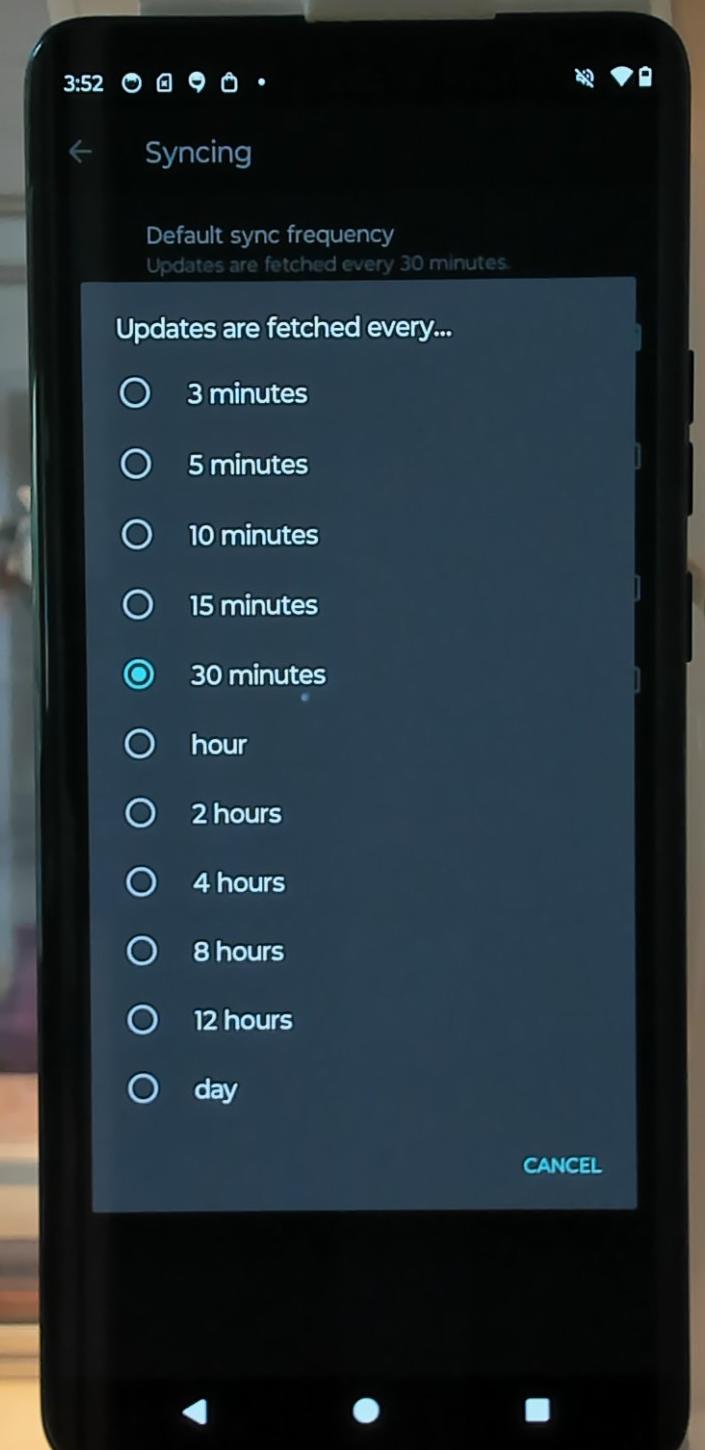 3:52
Syncing
Default sync frequency
Updates are fetched every 30 minutes.
Updates are fetched every...
3 minutes
5 minutes
10 minutes
15 minutes
30 minutes
hour
2 hours
4 hours
8 hours
12 hours
day
CANCEL